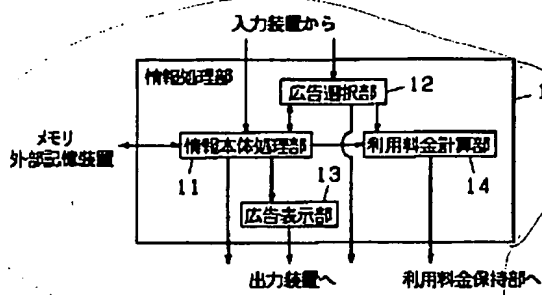 入力装置から
情報処理部
広告選択部
12
1
メモリ
外部記憶装置
情報本体処理部
利用料金計算部
11
13
14
広告表示部
出力装置へ
利用料金保持部へ